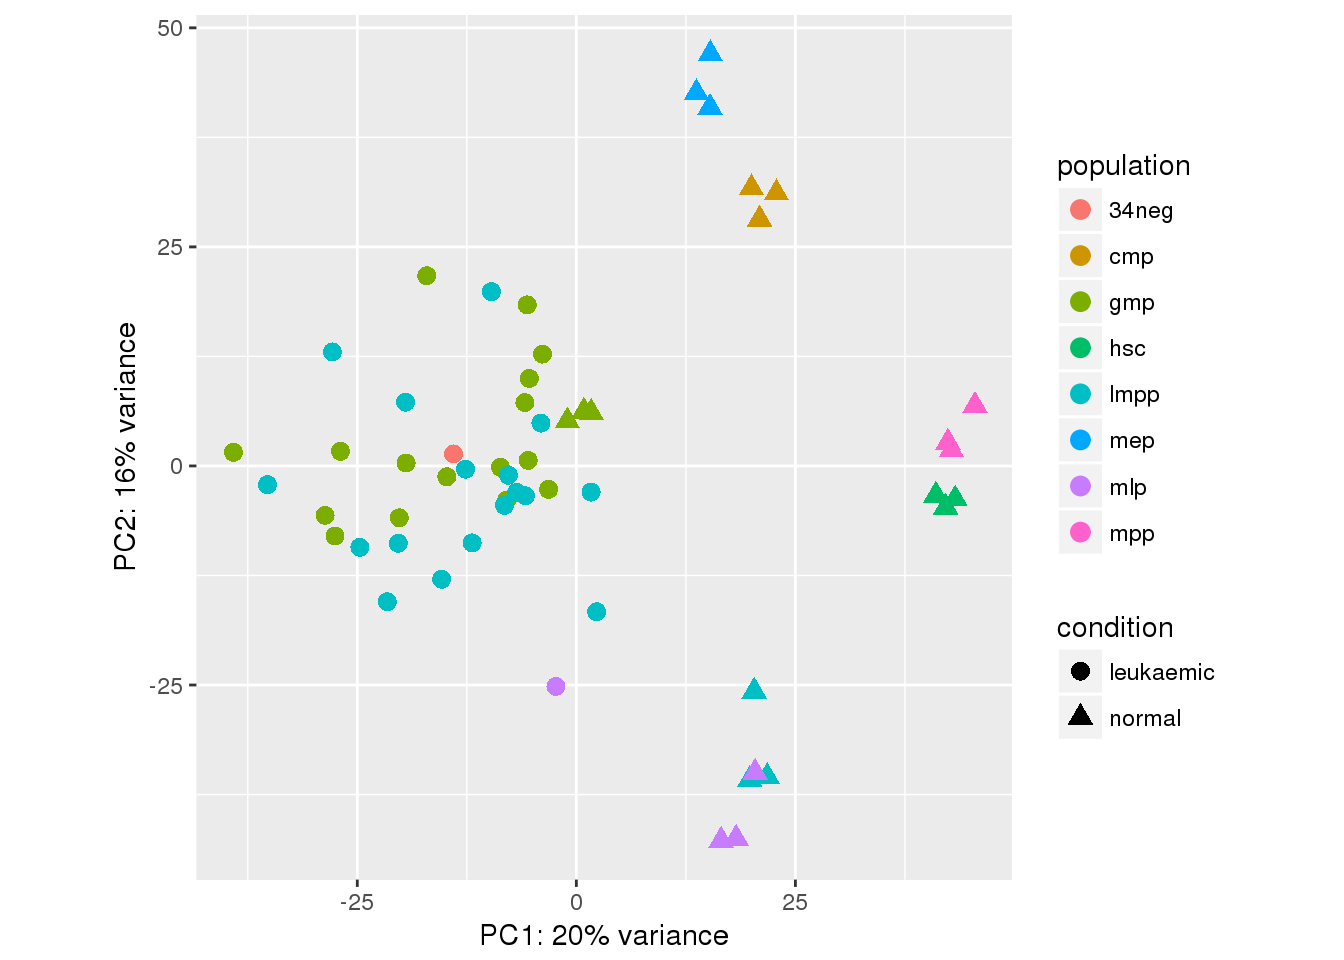 50
25
0
-25
PC2: 16% variance
-25
0
25
PC1: 20% variance
population
34neg
cmp
gmp
hsc
lmpp
mep
mlp
mpp
condition
leukaemic
normal